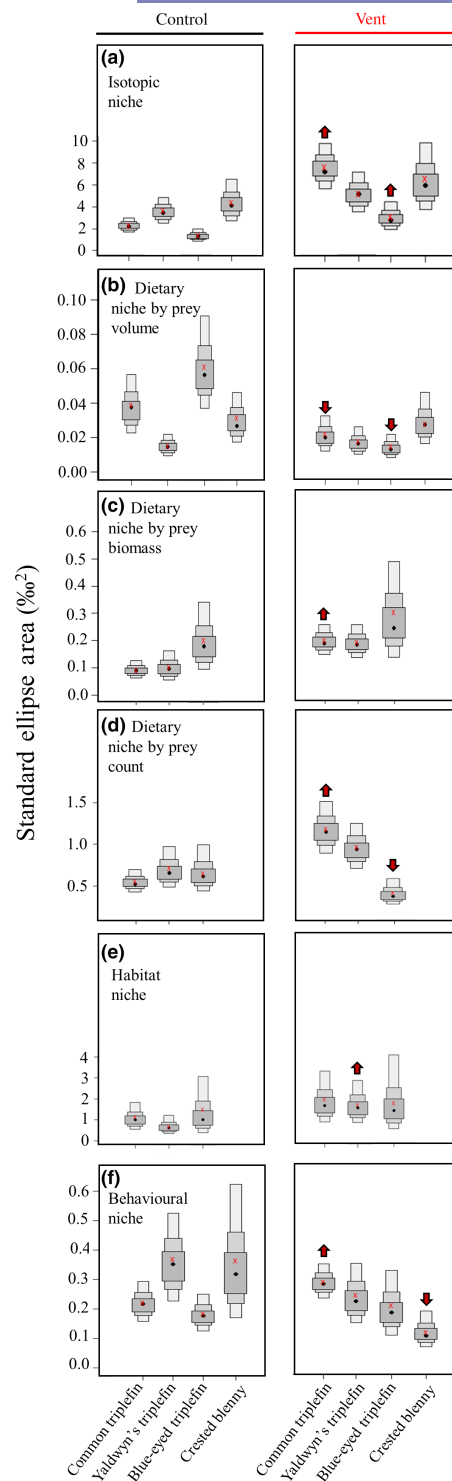 Control Vent
(a)
Isotopic
niche
10
8
6
4
2
0
(b) Dietary
niche by prey
volume
0.10
0.08
0.06
0.04
0.02
0.00
(c) Dietary
niche by prey
biomass
0.6
0.5
0.4
0.3
0.2
0.1
0.0
Standard ellipse area (‰²)
(d) Dietary
niche by prey
count
1.5
1.0
0.5
(e)
Habitat
niche
4
3
2
1
0
(f)
Behavioural
niche
0.6
0.5
0.4
0.3
0.2
0.1
0.0
Common triplefin
Yaldwyn's triplefin
Blue-eyed triplefin
Crested blenny
Common triplefin
Yaldwyn's triplefin
Blue-eyed triplefin
Crested blenny